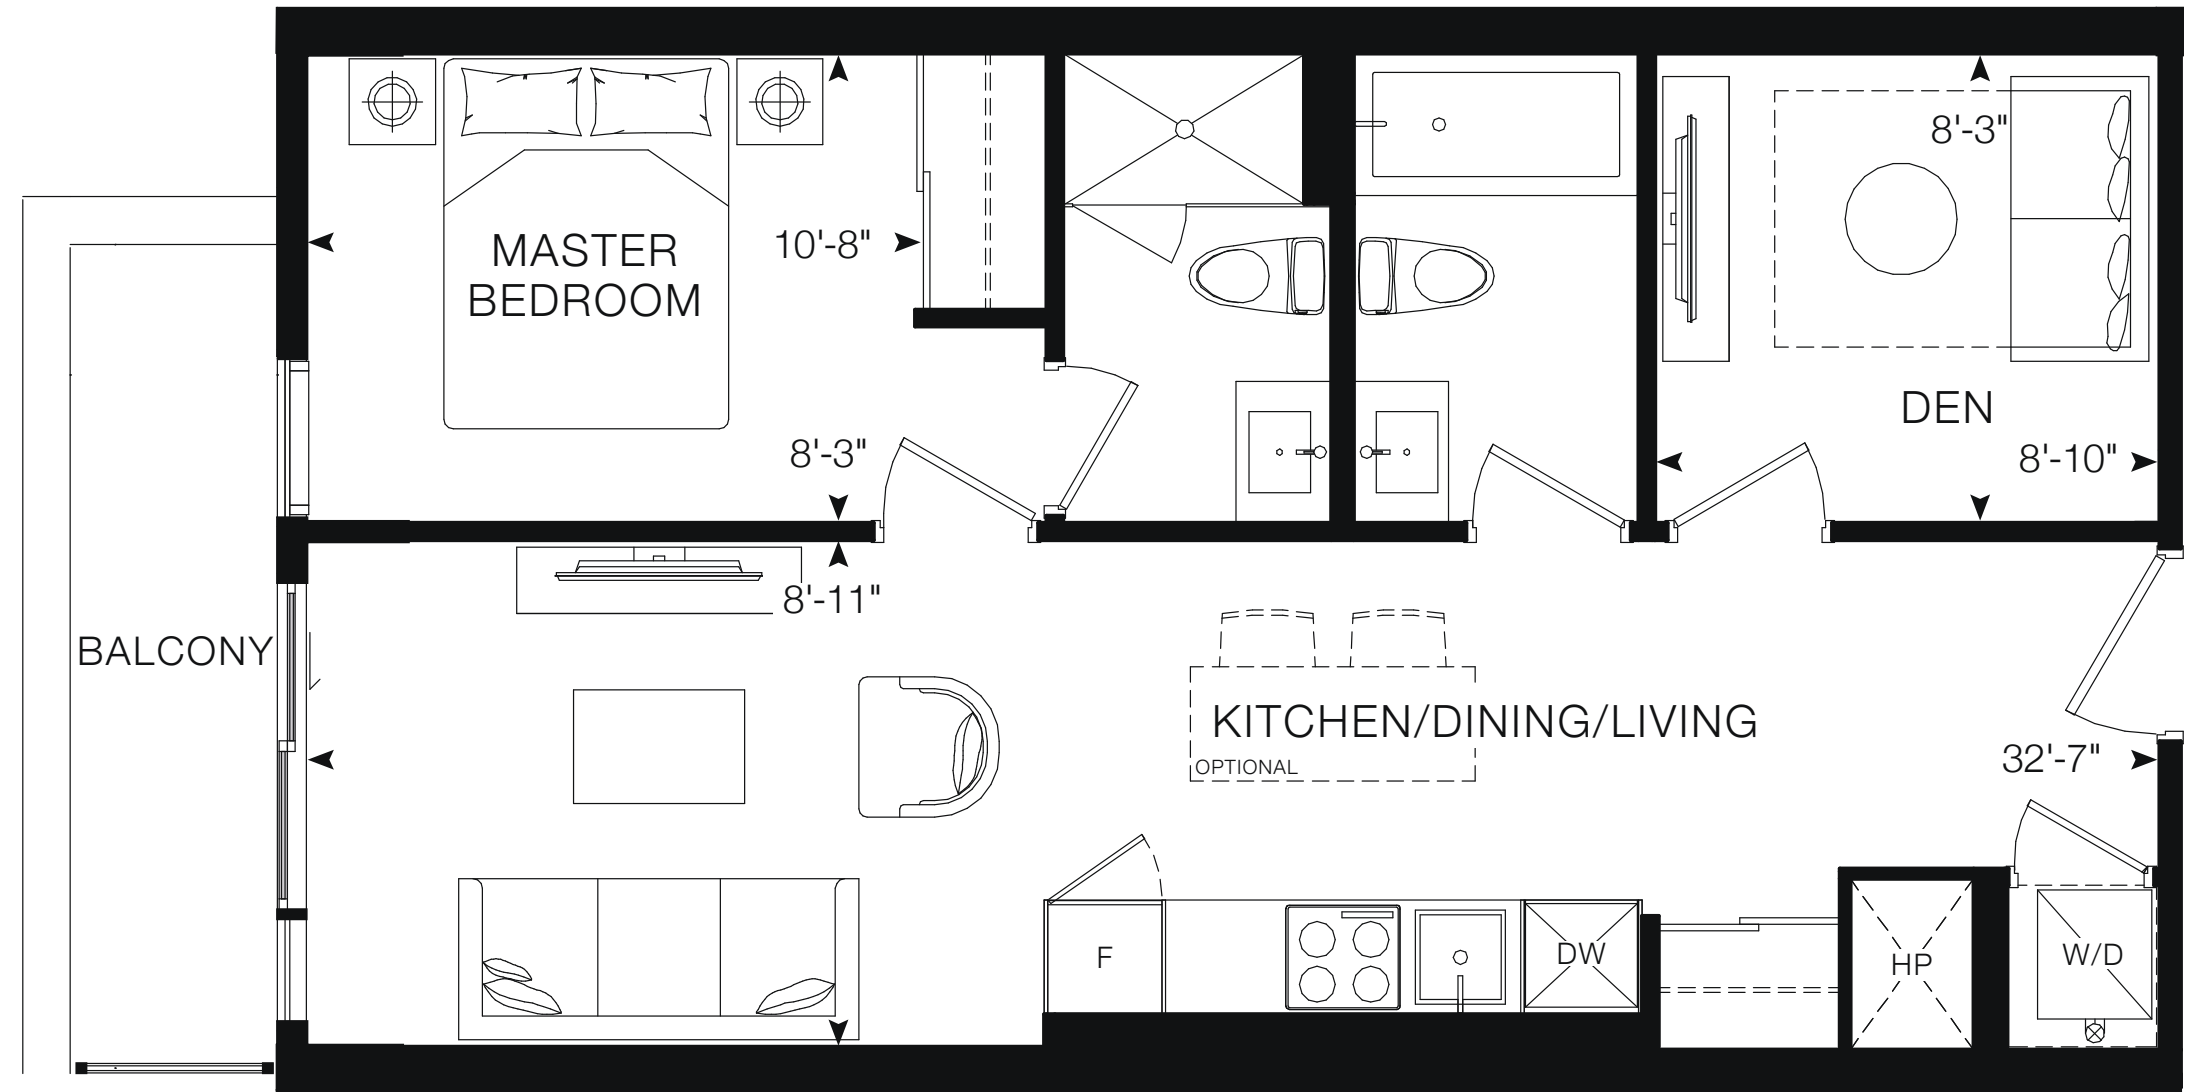 8'-3"
MASTER
BEDROOM
10'-8"
DEN
8'-3"
8'-10"
8'-11"
BALCONY
KITCHEN/DINING/LIVING
OPTIONAL
32'-7"
F
DW
HP
W/D